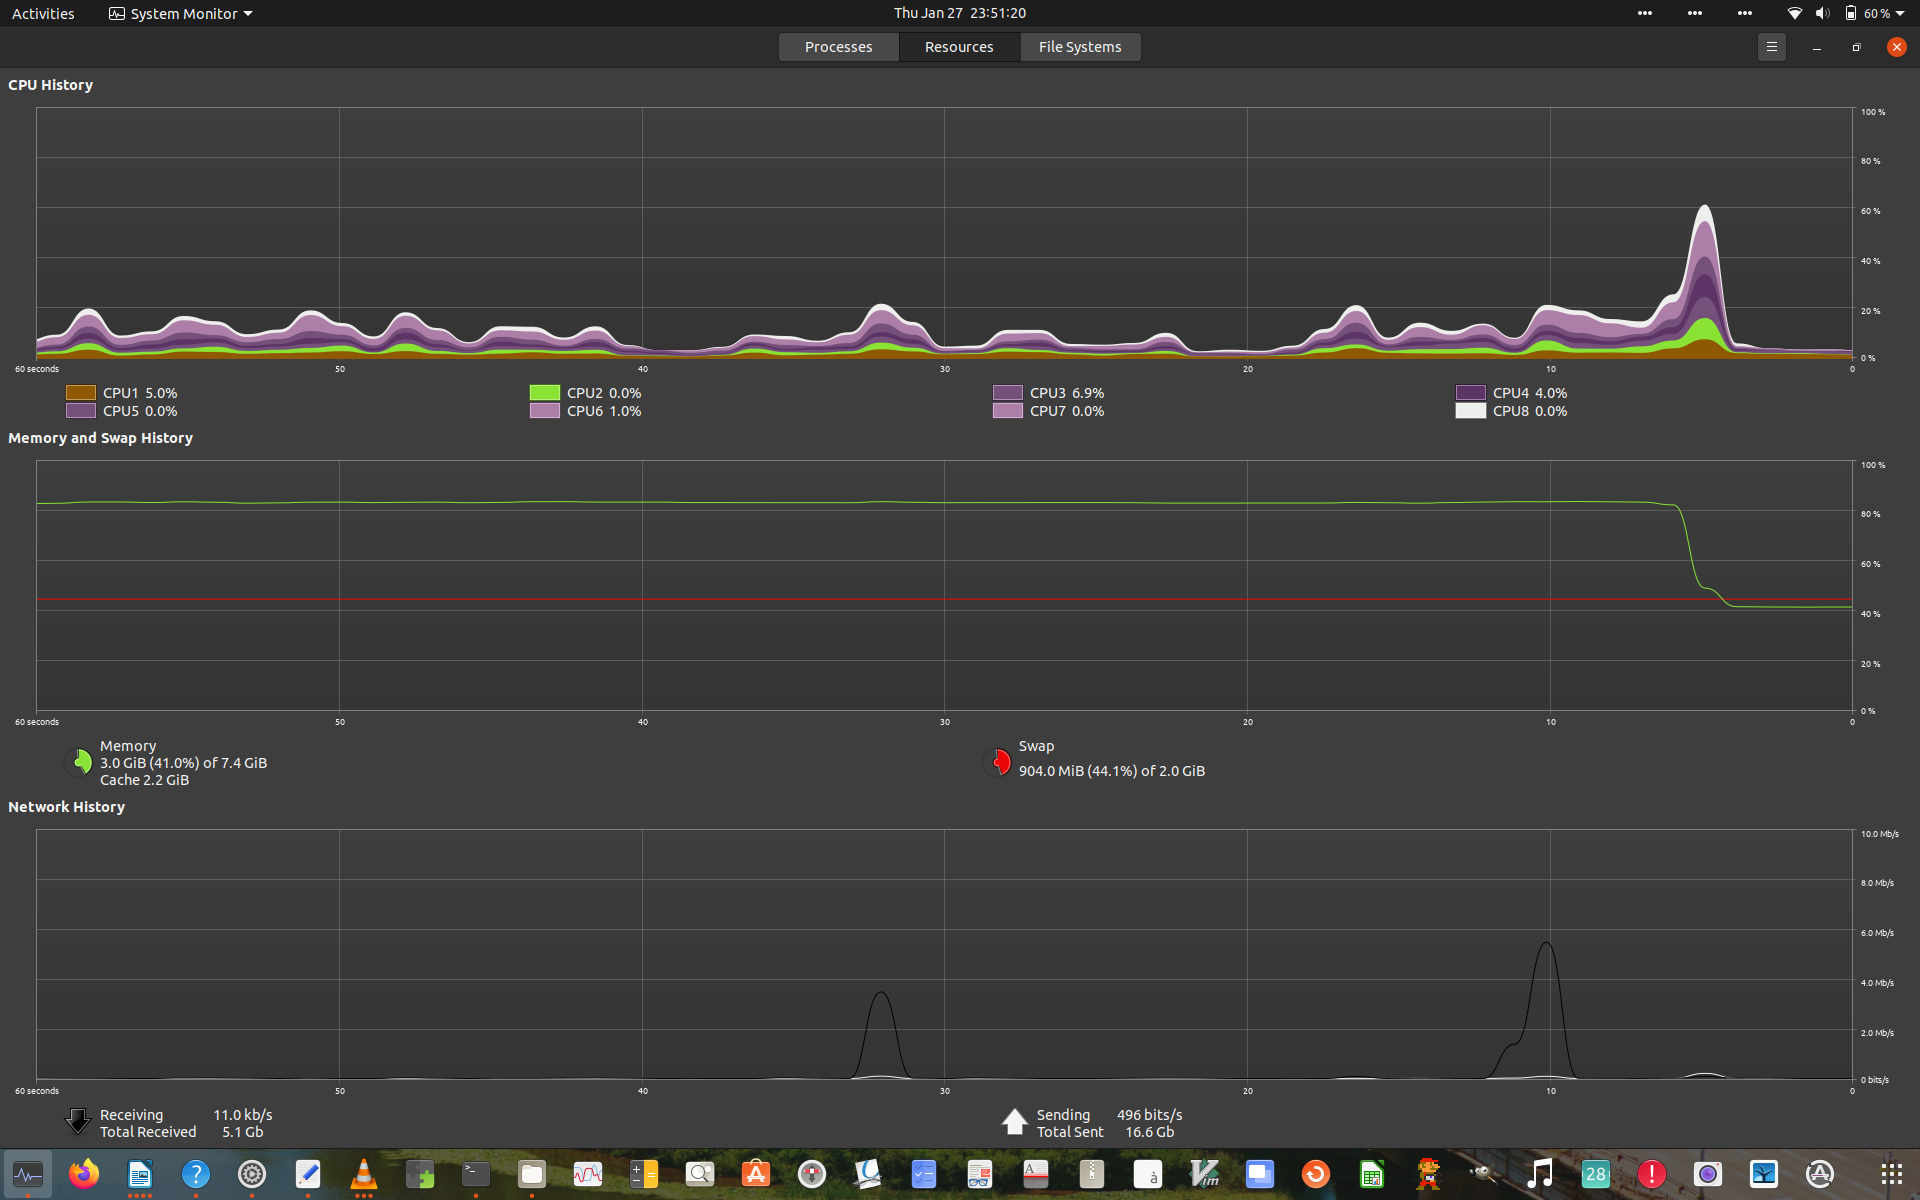 Activities System Monitor Thu Jan 27 23:51:20 60 %
Processes Resources File Systems
CPU History
100 %
80 %
60 %
40 %
20 %
0 %
60 seconds 50 40 30 20 10 0
CPU1 5.0% CPU2 0.0% CPU3 6.9% CPU4 4.0%
CPU5 0.0% CPU6 1.0% CPU7 0.0% CPU8 0.0%
Memory and Swap History
100 %
80 %
60 %
40 %
20 %
0 %
60 seconds 50 40 30 20 10 0
Memory Swap
3.0 GiB (41.0%) of 7.4 GiB 904.0 MiB (44.1%) of 2.0 GiB
Cache 2.2 GiB
Network History
10.0 Mb/s
8.0 Mb/s
6.0 Mb/s
4.0 Mb/s
2.0 Mb/s
0 bits/s
60 seconds 50 40 30 20 10 0
Receiving 11.0 kb/s Sending 496 bits/s
Total Received 5.1 Gb Total Sent 16.6 Gb
? >_ A A à Vim 28 ! A